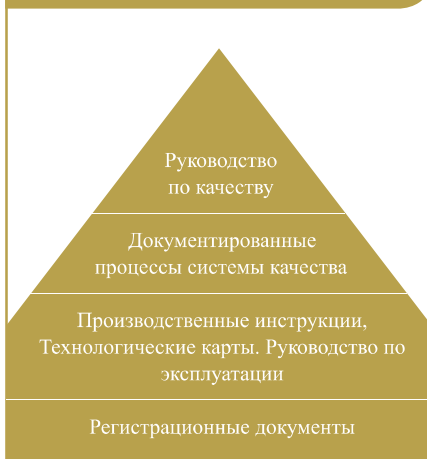 Руководство
по качеству
Документированные
процессы системы качества
Производственные инструкции,
Технологические карты. Руководство по
эксплуатации
Регистрационные документы